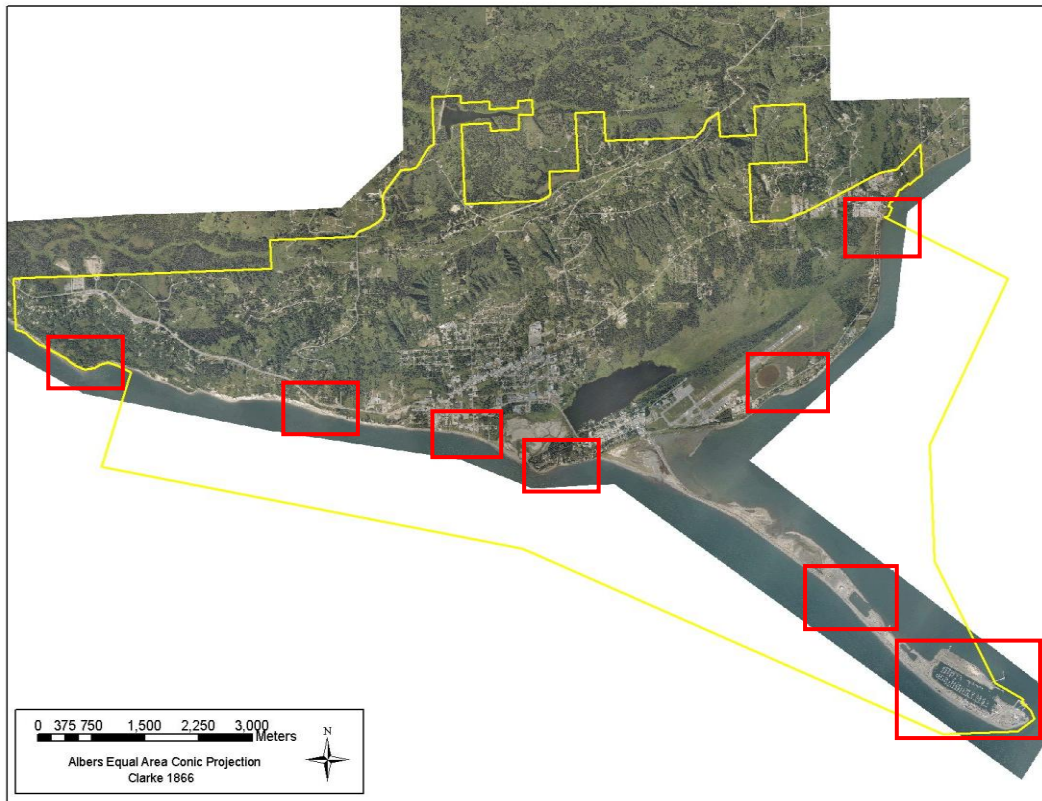 0 375 750 1,500 2,250 3,000
Meters
N
Albers Equal Area Conic Projection
Clarke 1866